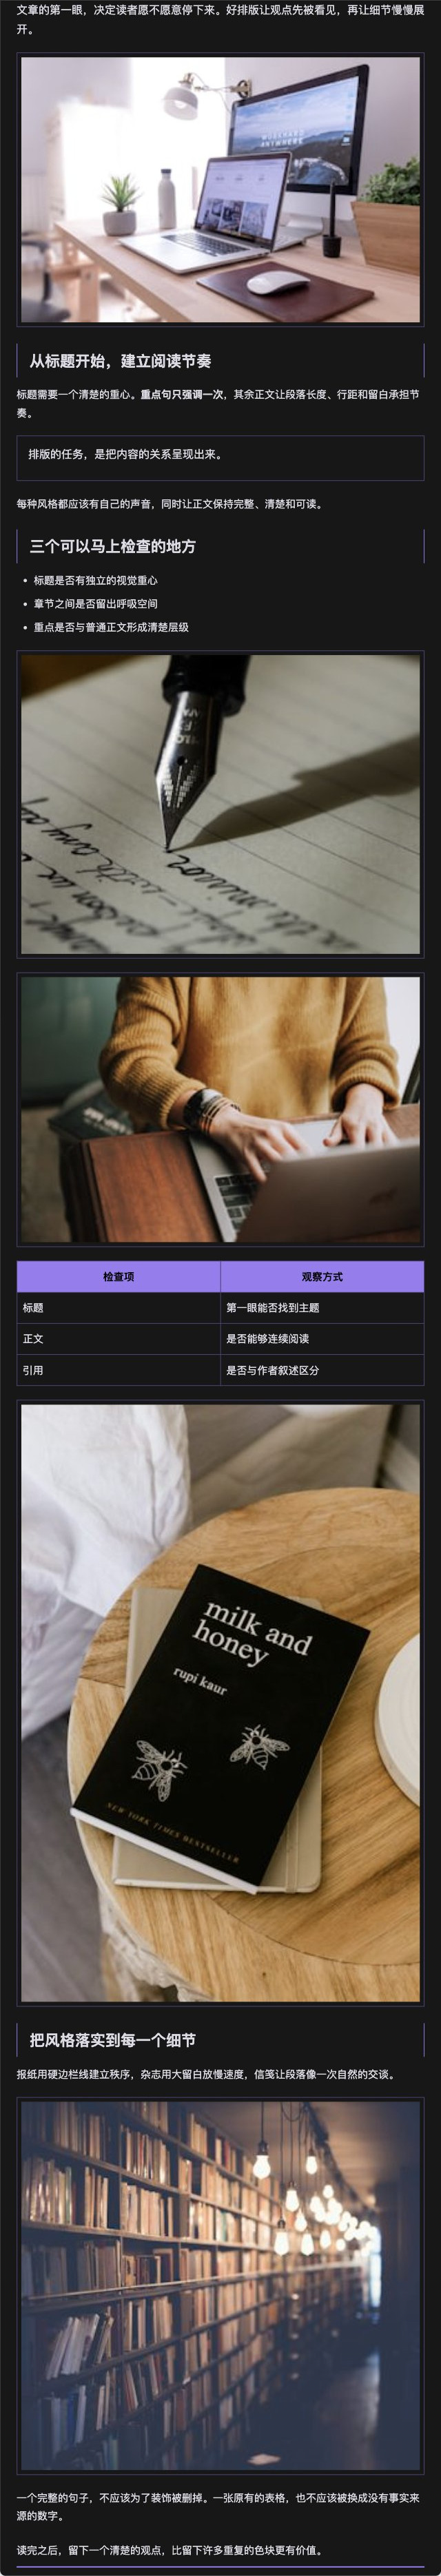 文章的第一眼，决定读者愿不愿意停下来。好排版让观点先被看见，再让细节慢慢展
开。
从标题开始，建立阅读节奏
标题需要一个清楚的重心。重点句只强调一次，其余正文让段落长度、行距和留白承担节
奏。
排版的任务，是把内容的关系呈现出来。
每种风格都应该有自己的声音，同时让正文保持完整、清楚和可读。
三个可以马上检查的地方
• 标题是否有独立的视觉重心
• 章节之间是否留出呼吸空间
• 重点是否与普通正文形成清楚层级
检查项 观察方式
标题 第一眼能否找到主题
正文 是否能够连续阅读
引用 是否与作者叙述区分
milk and
honey
rupi kaur
NEW YORK TIMES BESTSELLER
把风格落实到每一个细节
报纸用硬边栏线建立秩序，杂志用大留白放慢速度，信笺让段落像一次自然的交谈。
一个完整的句子，不应该为了装饰被删掉。一张原有的表格，也不应该被换成没有事实来
源的数字。
读完之后，留下一个清楚的观点，比留下许多重复的色块更有价值。